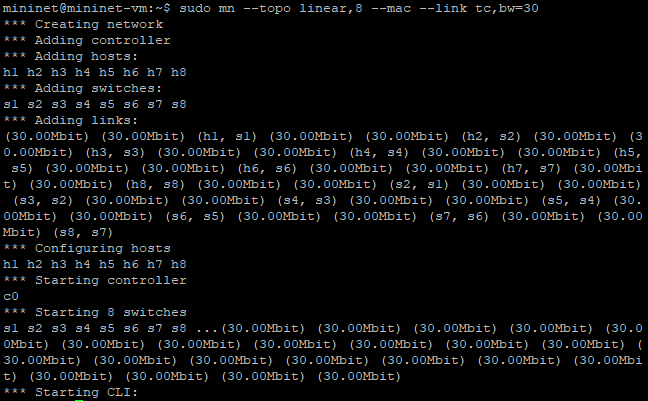 mininet@mininet-vm:~$ sudo mn --topo linear,8 --mac --link tc,bw=30
*** Creating network
*** Adding controller
*** Adding hosts:
h1 h2 h3 h4 h5 h6 h7 h8
*** Adding switches:
s1 s2 s3 s4 s5 s6 s7 s8
*** Adding links:
(30.00Mbit) (30.00Mbit) (h1, s1) (30.00Mbit) (30.00Mbit) (h2, s2) (30.00Mbit) (3
0.00Mbit) (h3, s3) (30.00Mbit) (30.00Mbit) (h4, s4) (30.00Mbit) (30.00Mbit) (h5,
 s5) (30.00Mbit) (30.00Mbit) (h6, s6) (30.00Mbit) (30.00Mbit) (h7, s7) (30.00Mbi
t) (30.00Mbit) (h8, s8) (30.00Mbit) (30.00Mbit) (s2, s1) (30.00Mbit) (30.00Mbit)
 (s3, s2) (30.00Mbit) (30.00Mbit) (s4, s3) (30.00Mbit) (30.00Mbit) (s5, s4) (30.
00Mbit) (30.00Mbit) (s6, s5) (30.00Mbit) (30.00Mbit) (s7, s6) (30.00Mbit) (30.00
Mbit) (s8, s7)
*** Configuring hosts
h1 h2 h3 h4 h5 h6 h7 h8
*** Starting controller
c0
*** Starting 8 switches
s1 s2 s3 s4 s5 s6 s7 s8 ...(30.00Mbit) (30.00Mbit) (30.00Mbit) (30.00Mbit) (30.0
0Mbit) (30.00Mbit) (30.00Mbit) (30.00Mbit) (30.00Mbit) (30.00Mbit) (30.00Mbit) (
30.00Mbit) (30.00Mbit) (30.00Mbit) (30.00Mbit) (30.00Mbit) (30.00Mbit) (30.00Mbi
t) (30.00Mbit) (30.00Mbit) (30.00Mbit) (30.00Mbit)
*** Starting CLI: